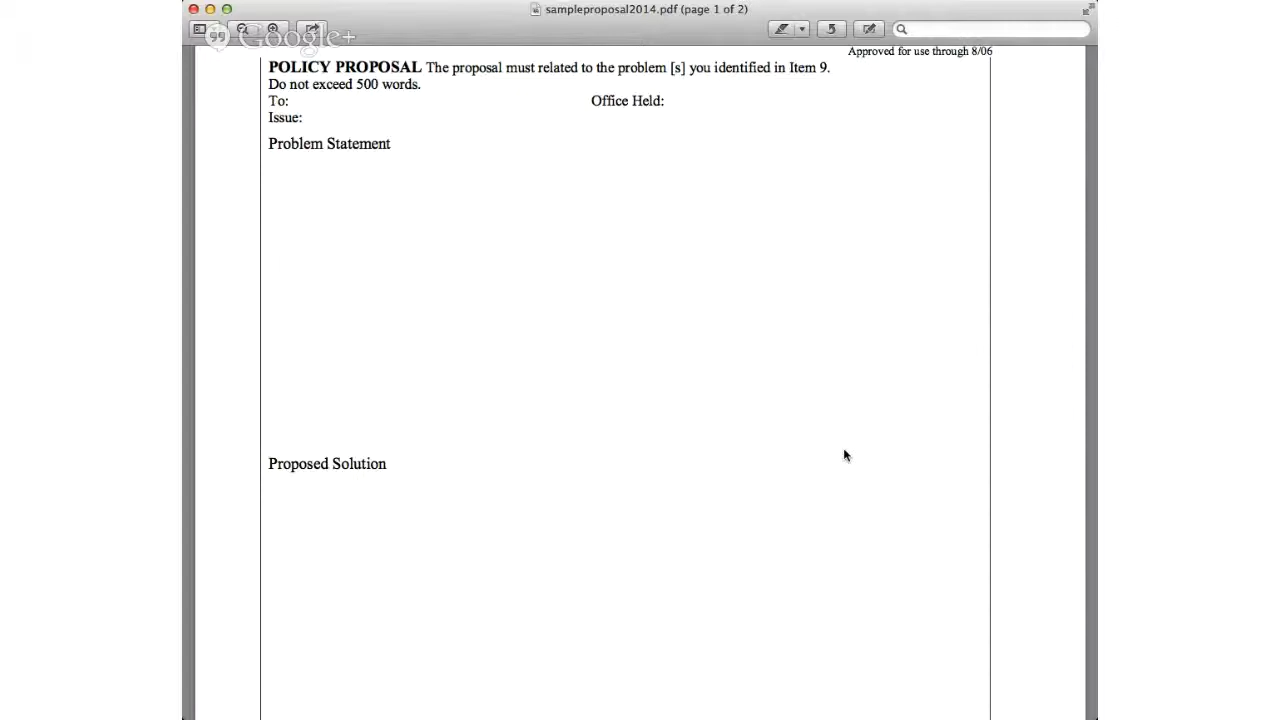 sampleproposal2014.pdf (page 1 of 2)
Google+
Approved for use through 8/06
POLICY PROPOSAL The proposal must related to the problem [s] you identified in Item 9.
Do not exceed 500 words.
To: Office Held:
Issue:
Problem Statement
Proposed Solution